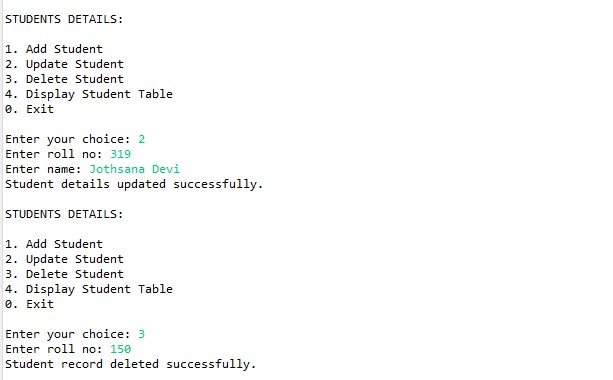 STUDENTS DETAILS:
1. Add Student
2. Update Student
3. Delete Student
4. Display Student Table
0. Exit
Enter your choice: 2
Enter roll no: 319
Enter name: Jothsana Devi
Student details updated successfully.
STUDENTS DETAILS:
1. Add Student
2. Update Student
3. Delete Student
4. Display Student Table
0. Exit
Enter your choice: 3
Enter roll no: 150
Student record deleted successfully.